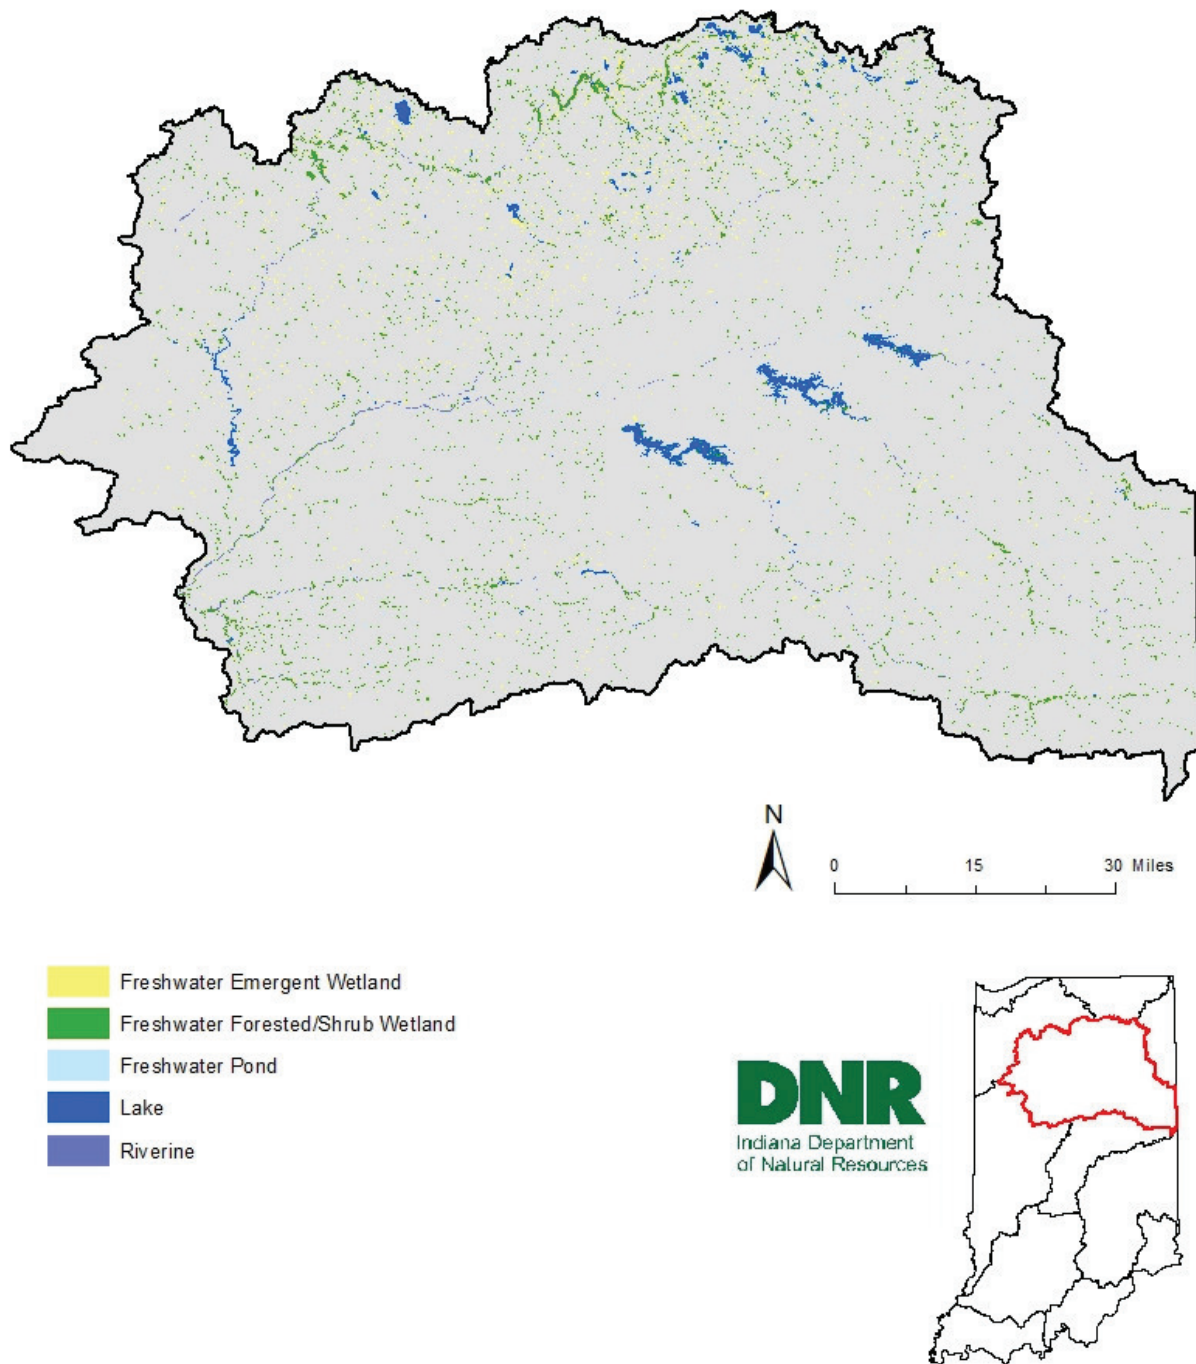 N
0 15 30 Miles
Freshwater Emergent Wetland
Freshwater Forested/Shrub Wetland
Freshwater Pond
Lake
Riverine
DNR
Indiana Department
of Natural Resources